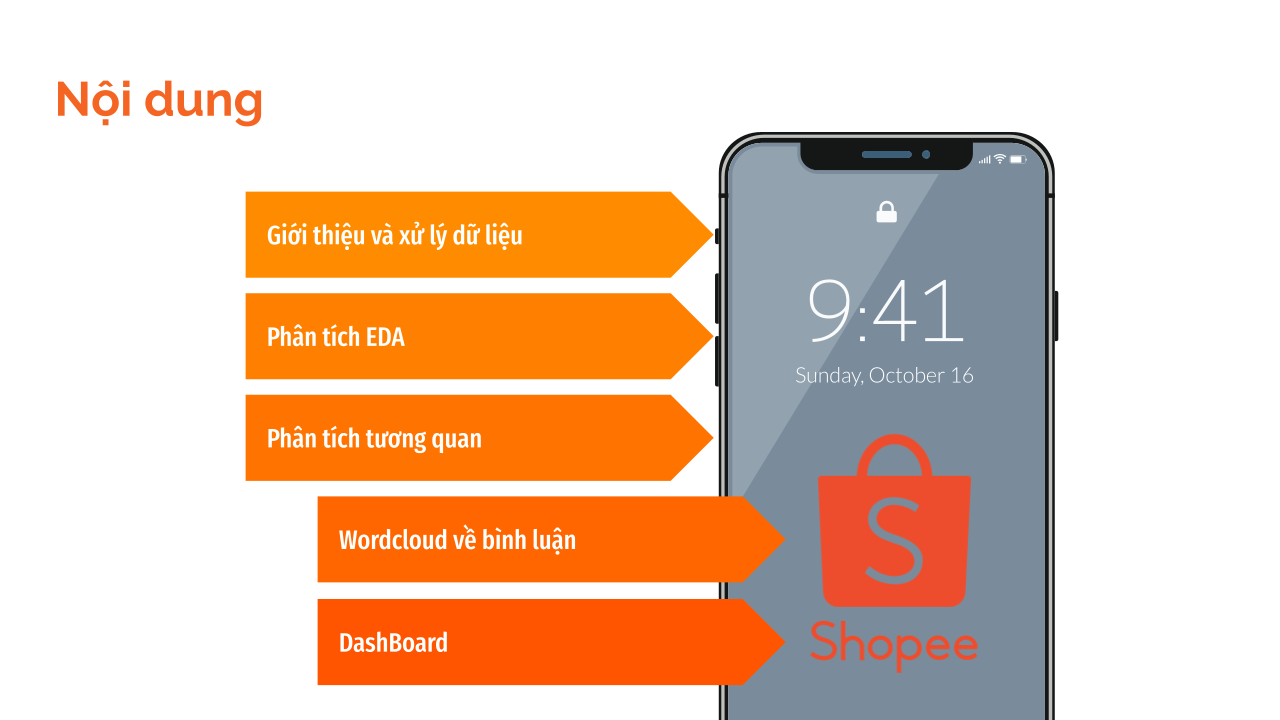 Nội dung
Giới thiệu và xử lý dữ liệu
Phân tích EDA
Phân tích tương quan
Wordcloud về bình luận
DashBoard
9:41
Sunday, October 16
S
Shopee